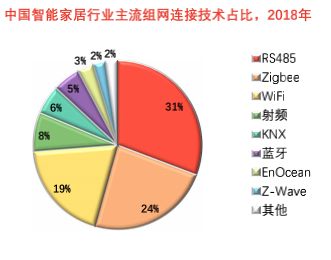 中国智能家居行业主流组网连接技术占比，2018年
RS485
Zigbee
WiFi
射频
KNX
蓝牙
EnOcean
Z-Wave
其他
31%
24%
19%
8%
6%
5%
3%
2%
2%